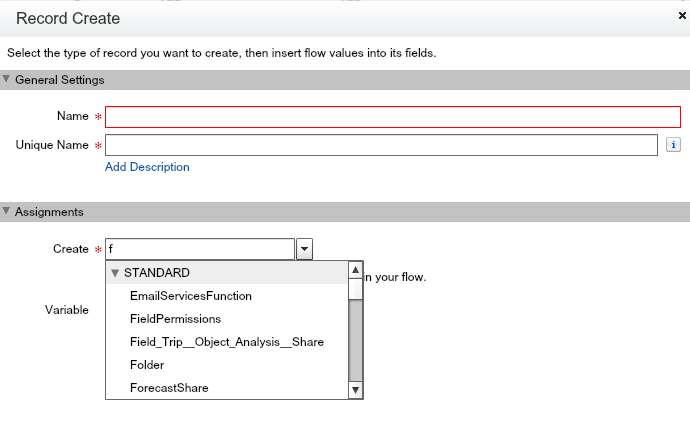 Record Create
Select the type of record you want to create, then insert flow values into its fields.
General Settings
Name *
Unique Name *
i
Add Description
Assignments
Create * f
STANDARD
in your flow.
EmailServicesFunction
Variable
FieldPermissions
Field_Trip__Object_Analysis__Share
Folder
ForecastShare